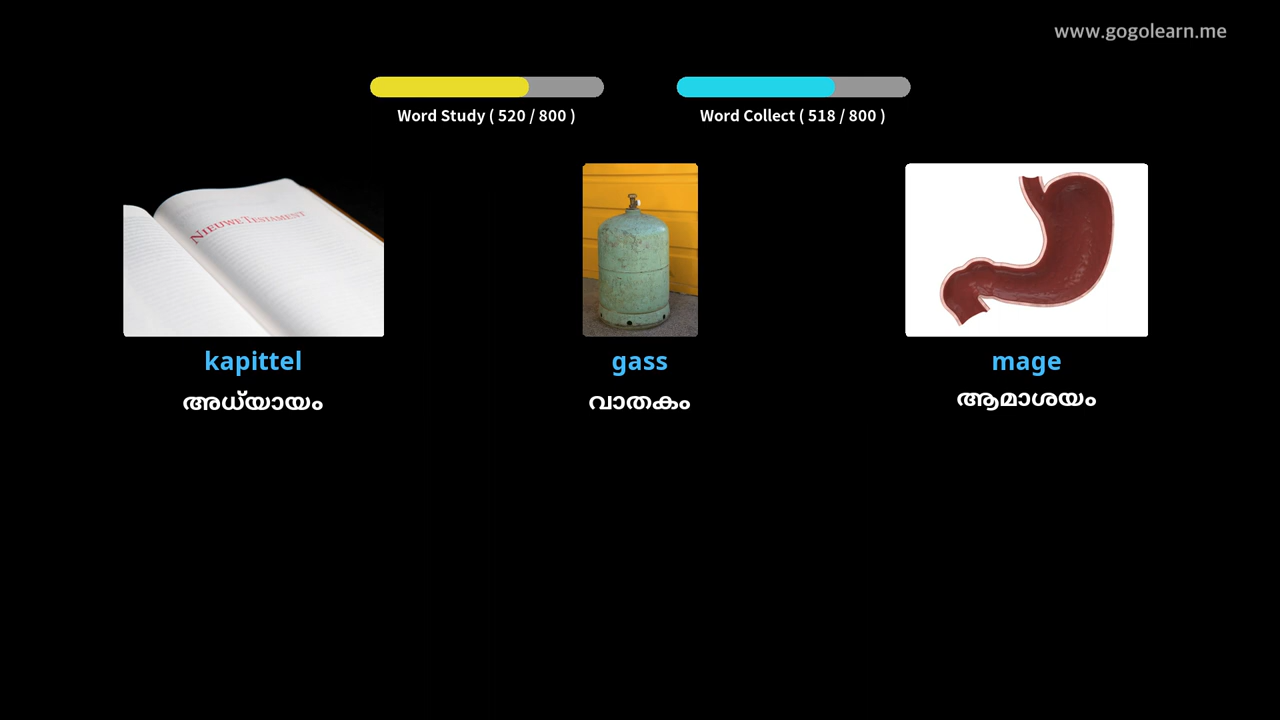 www.gogolearn.me
Word Study ( 520 / 800 )
Word Collect ( 518 / 800 )
NIEUWE TESTAMENT
kapittel
gass
mage
അധ്യായം
വാതകം
ആമാശയം